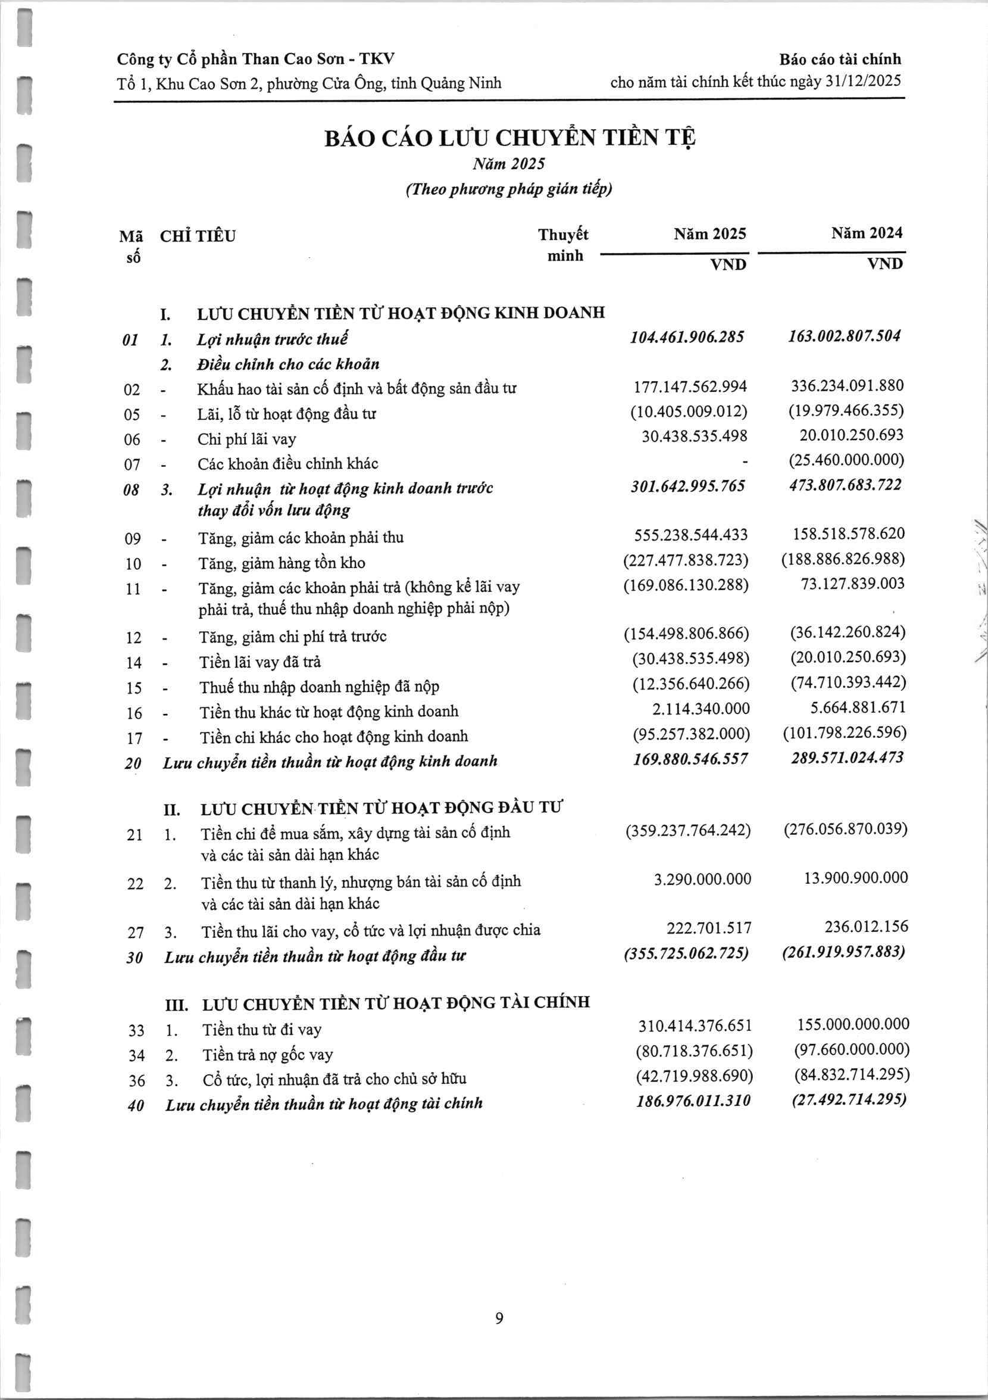 Công ty Cổ phần Than Cao Sơn - TKV Báo cáo tài chính
Tổ 1, Khu Cao Sơn 2, phường Cửa Ông, tỉnh Quảng Ninh cho năm tài chính kết thúc ngày 31/12/2025
BÁO CÁO LƯU CHUYỂN TIỀN TỆ
Năm 2025
(Theo phương pháp gián tiếp)
Mã CHỈ TIÊU Thuyết Năm 2025 Năm 2024
số minh VND VND
I. LƯU CHUYỂN TIỀN TỪ HOẠT ĐỘNG KINH DOANH
01 1. Lợi nhuận trước thuế 104.461.906.285 163.002.807.504
2. Điều chỉnh cho các khoản
02 - Khấu hao tài sản cố định và bất động sản đầu tư 177.147.562.994 336.234.091.880
05 - Lãi, lỗ từ hoạt động đầu tư (10.405.009.012) (19.979.466.355)
06 - Chi phí lãi vay 30.438.535.498 20.010.250.693
07 - Các khoản điều chỉnh khác - (25.460.000.000)
08 3. Lợi nhuận từ hoạt động kinh doanh trước 301.642.995.765 473.807.683.722
thay đổi vốn lưu động
09 - Tăng, giảm các khoản phải thu 555.238.544.433 158.518.578.620
10 - Tăng, giảm hàng tồn kho (227.477.838.723) (188.886.826.988)
11 - Tăng, giảm các khoản phải trả (không kể lãi vay (169.086.130.288) 73.127.839.003
phải trả, thuế thu nhập doanh nghiệp phải nộp)
12 - Tăng, giảm chi phí trả trước (154.498.806.866) (36.142.260.824)
14 - Tiền lãi vay đã trả (30.438.535.498) (20.010.250.693)
15 - Thuế thu nhập doanh nghiệp đã nộp (12.356.640.266) (74.710.393.442)
16 - Tiền thu khác từ hoạt động kinh doanh 2.114.340.000 5.664.881.671
17 - Tiền chi khác cho hoạt động kinh doanh (95.257.382.000) (101.798.226.596)
20 Lưu chuyển tiền thuần từ hoạt động kinh doanh 169.880.546.557 289.571.024.473
II. LƯU CHUYỂN TIỀN TỪ HOẠT ĐỘNG ĐẦU TƯ
21 1. Tiền chi để mua sắm, xây dựng tài sản cố định (359.237.764.242) (276.056.870.039)
và các tài sản dài hạn khác
22 2. Tiền thu từ thanh lý, nhượng bán tài sản cố định 3.290.000.000 13.900.900.000
và các tài sản dài hạn khác
27 3. Tiền thu lãi cho vay, cổ tức và lợi nhuận được chia 222.701.517 236.012.156
30 Lưu chuyển tiền thuần từ hoạt động đầu tư (355.725.062.725) (261.919.957.883)
III. LƯU CHUYỂN TIỀN TỪ HOẠT ĐỘNG TÀI CHÍNH
33 1. Tiền thu từ đi vay 310.414.376.651 155.000.000.000
34 2. Tiền trả nợ gốc vay (80.718.376.651) (97.660.000.000)
36 3. Cổ tức, lợi nhuận đã trả cho chủ sở hữu (42.719.988.690) (84.832.714.295)
40 Lưu chuyển tiền thuần từ hoạt động tài chính 186.976.011.310 (27.492.714.295)
9